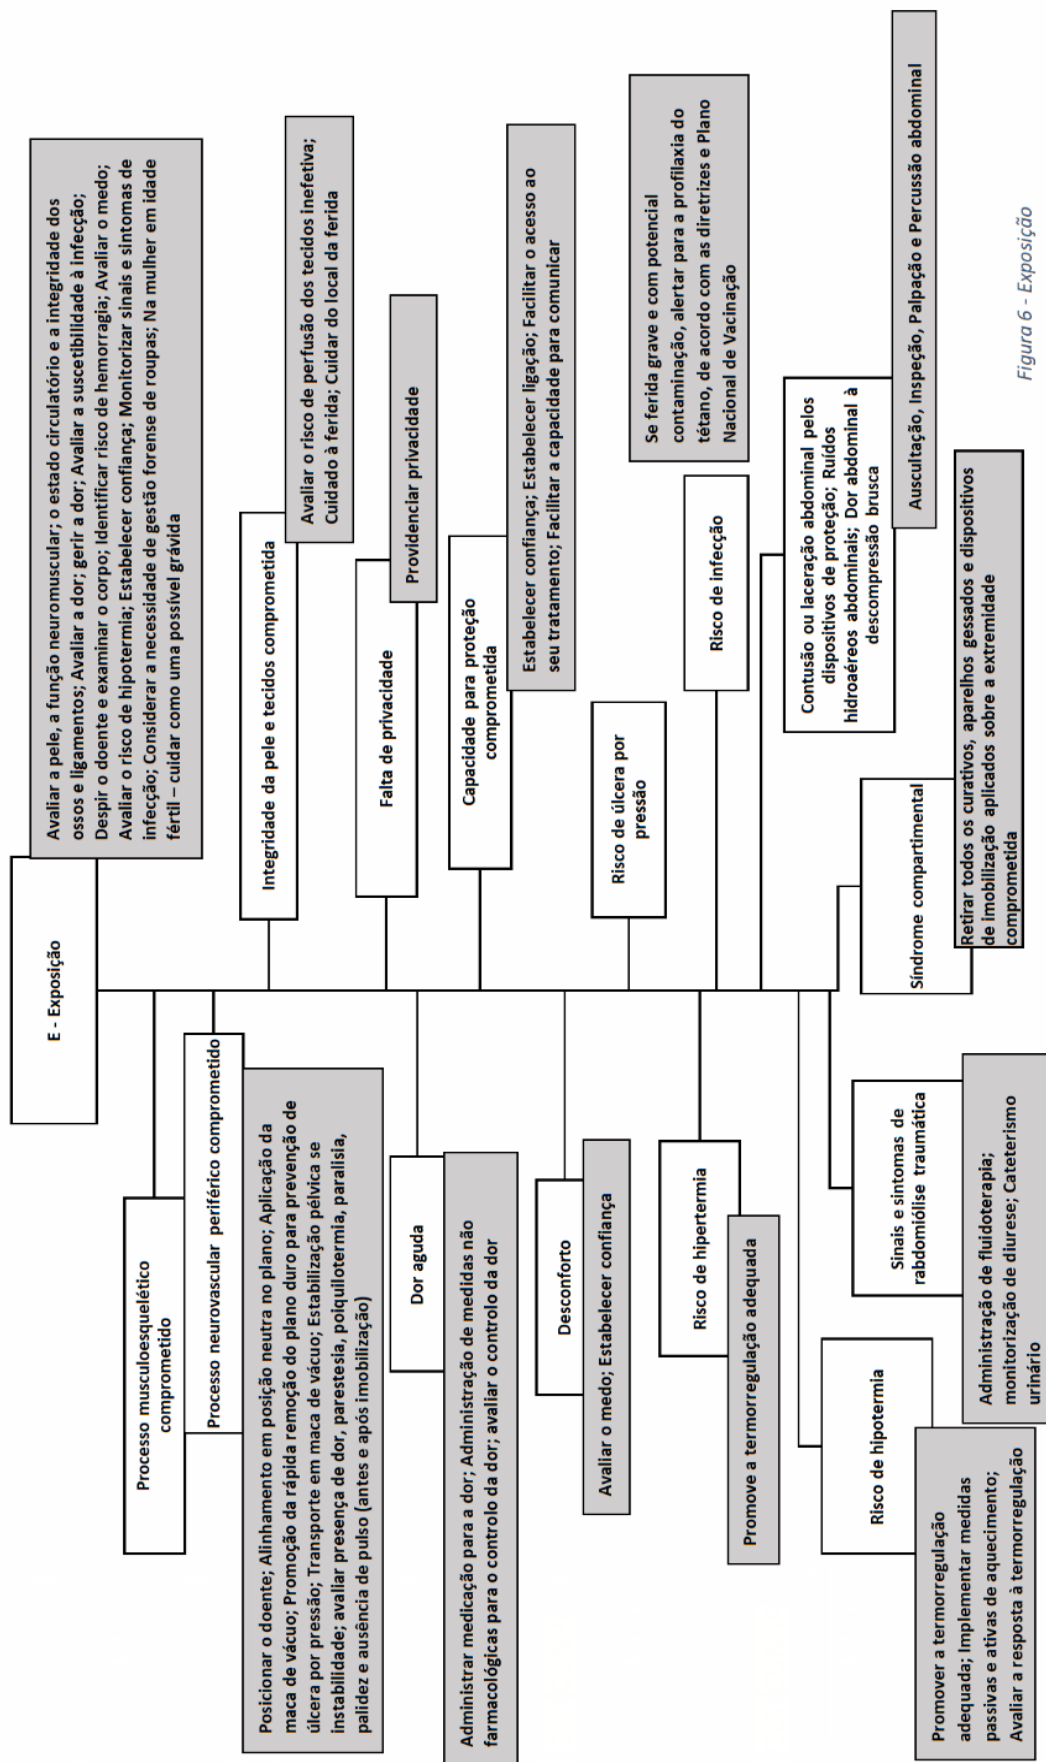 E - Exposição
Avaliar a pele, a função neuromuscular; o estado circulatório e a integridade dos
ossos e ligamentos; Avaliar a dor; gerir a dor; Avaliar a suscetibilidade à infecção;
Despir o doente e examinar o corpo; Identificar risco de hemorragia; Avaliar o medo;
Avaliar o risco de hipotermia; Estabelecer confiança; Monitorizar sinais e sintomas de
infecção; Considerar a necessidade de gestão forense de roupas; Na mulher em idade
fértil – cuidar como uma possível grávida
Processo musculoesquelético
comprometido
Processo neurovascular periférico comprometido
Posicionar o doente; Alinhamento em posição neutra no plano; Aplicação da
maca de vácuo; Promoção da rápida remoção do plano duro para prevenção de
úlcera por pressão; Transporte em maca de vácuo; Estabilização pélvica se
instabilidade; avaliar presença de dor, parestesia, poiquilotermia, paralisia,
palidez e ausência de pulso (antes e após imobilização)
Integridade da pele e tecidos comprometida
Avaliar o risco de perfusão dos tecidos inefetiva;
Cuidado à ferida; Cuidar do local da ferida
Falta de privacidade
Providenciar privacidade
Dor aguda
Administrar medicação para a dor; Administração de medidas não
farmacológicas para o controlo da dor; avaliar o controlo da dor
Capacidade para proteção
comprometida
Estabelecer confiança; Estabelecer ligação; Facilitar o acesso ao
seu tratamento; Facilitar a capacidade para comunicar
Desconforto
Avaliar o medo; Estabelecer confiança
Risco de úlcera por
pressão
Risco de hipertermia
Promove a termorregulação adequada
Risco de infecção
Se ferida grave e com potencial
contaminação, alertar para a profilaxia do
tétano, de acordo com as diretrizes e Plano
Nacional de Vacinação
Contusão ou laceração abdominal pelos
dispositivos de proteção; Ruídos
hidroaéreos abdominais; Dor abdominal à
descompressão brusca
Auscultação, Inspeção, Palpação e Percussão abdominal
Risco de hipotermia
Promover a termorregulação
adequada; Implementar medidas
passivas e ativas de aquecimento;
Avaliar a resposta à termorregulação
Sinais e sintomas de
rabdomiólise traumática
Administração de fluidoterapia;
monitorização de diurese; Cateterismo
urinário
Síndrome compartimental
Retirar todos os curativos, aparelhos gessados e dispositivos
de imobilização aplicados sobre a extremidade
comprometida
Figura 6 - Exposição